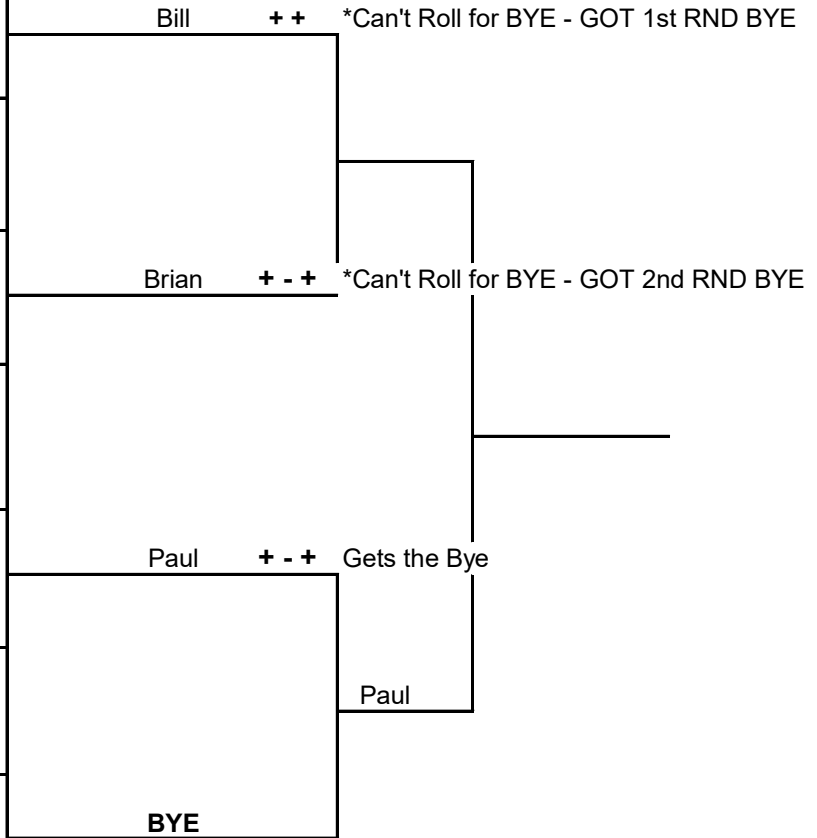 Bill + + *Can't Roll for BYE - GOT 1st RND BYE
Brian + - + *Can't Roll for BYE - GOT 2nd RND BYE
Paul + - + Gets the Bye
Paul
BYE